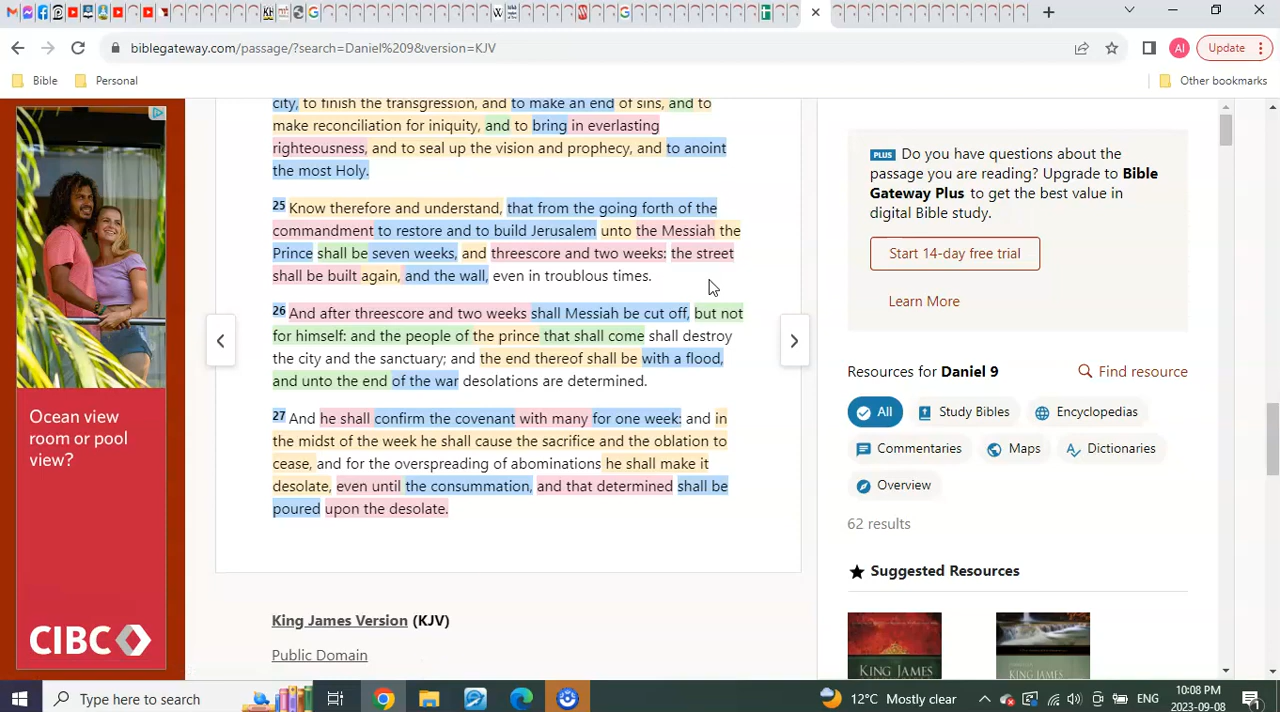 biblegateway.com/passage/?search=Daniel%209&version=KJV
Update
Bible
Personal
Other bookmarks
city, to finish the transgression, and to make an end of sins, and to
make reconciliation for iniquity, and to bring in everlasting
righteousness, and to seal up the vision and prophecy, and to anoint
the most Holy.
25 Know therefore and understand, that from the going forth of the
commandment to restore and to build Jerusalem unto the Messiah the
Prince shall be seven weeks, and threescore and two weeks: the street
shall be built again, and the wall, even in troublous times.
26 And after threescore and two weeks shall Messiah be cut off, but not
for himself: and the people of the prince that shall come shall destroy
the city and the sanctuary; and the end thereof shall be with a flood,
and unto the end of the war desolations are determined.
27 And he shall confirm the covenant with many for one week: and in
the midst of the week he shall cause the sacrifice and the oblation to
cease, and for the overspreading of abominations he shall make it
desolate, even until the consummation, and that determined shall be
poured upon the desolate.
King James Version (KJV)
Public Domain
Ocean view
room or pool
view?
CIBC
PLUS Do you have questions about the
passage you are reading? Upgrade to Bible
Gateway Plus to get the best value in
digital Bible study.
Start 14-day free trial
Learn More
Resources for Daniel 9
Find resource
All
Study Bibles
Encyclopedias
Commentaries
Maps
Dictionaries
Overview
62 results
Suggested Resources
KING JAMES
KING JAMES
Type here to search
12°C Mostly clear
ENG
10:08 PM
2023-09-08